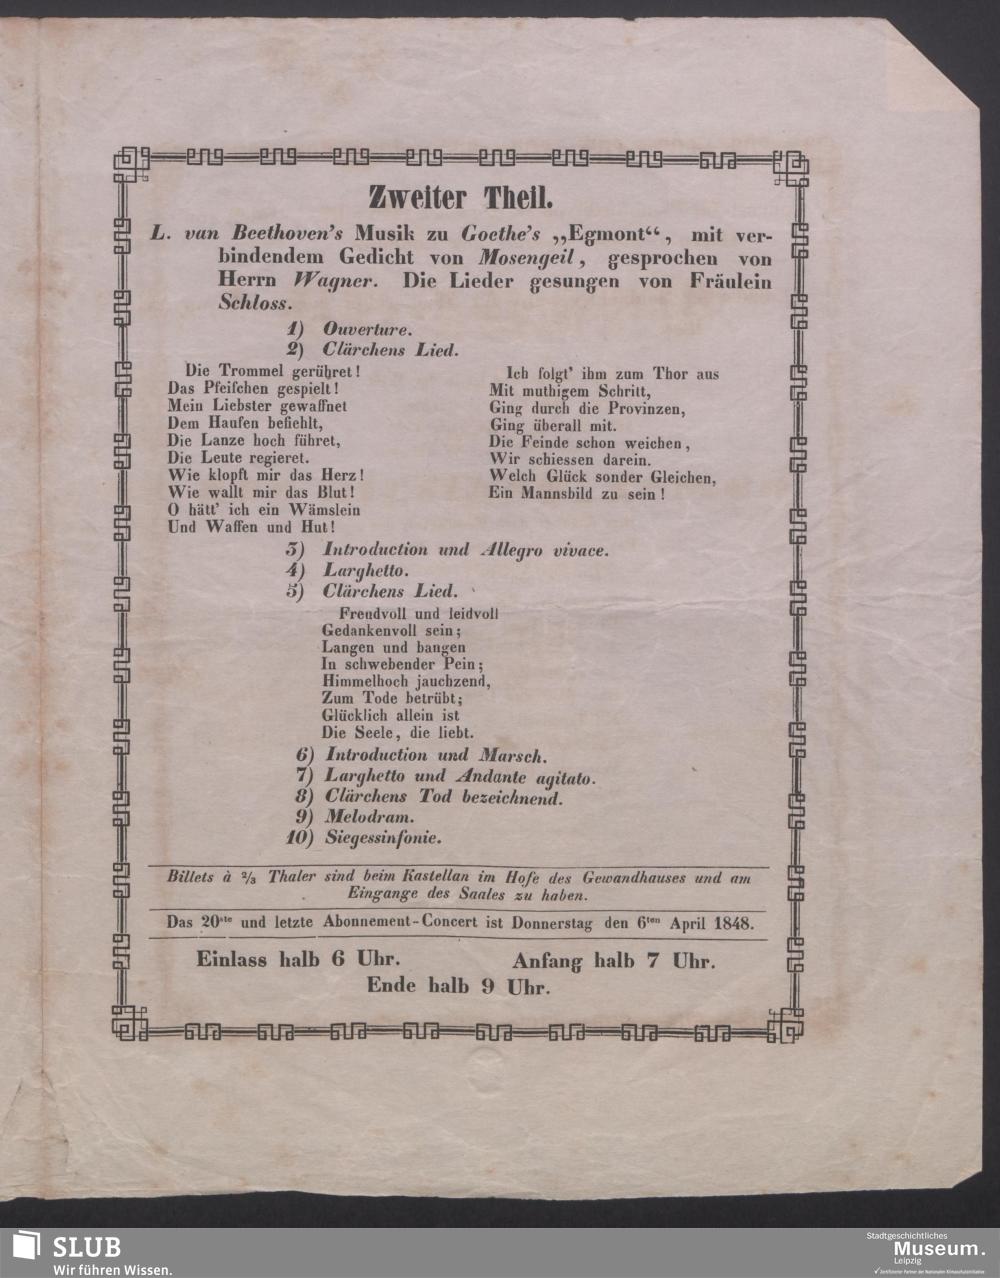 Zweiter Theil.
L. van Beethoven's Musik zu Goethe's „Egmont“, mit ver-
bindendem Gedicht von Mosengeil, gesprochen von
Herrn Wagner. Die Lieder gesungen von Fräulein
Schloss.
1) Ouverture.
2) Clärchens Lied.
Die Trommel gerühret!
Das Pfeifchen gespielt!
Mein Liebster gewaffnet
Dem Haufen befiehlt,
Die Lanze hoch führet,
Die Leute regieret.
Wie klopft mir das Herz!
Wie wallt mir das Blut!
O hätt' ich ein Wämslein
Und Waffen und Hut!
Ich folgt' ihm zum Thor aus
Mit muthigem Schritt,
Ging durch die Provinzen,
Ging überall mit.
Die Feinde schon weichen,
Wir schiessen darein.
Welch Glück sonder Gleichen,
Ein Mannsbild zu sein!
3) Introduction und Allegro vivace.
4) Larghetto.
5) Clärchens Lied.
Freudvoll und leidvoll
Gedankenvoll sein;
Langen und bangen
In schwebender Pein;
Himmelhoch jauchzend,
Zum Tode betrübt;
Glücklich allein ist
Die Seele, die liebt.
6) Introduction und Marsch.
7) Larghetto und Andante agitato.
8) Clärchens Tod bezeichnend.
9) Melodram.
10) Siegessinfonie.
Billets à 2/3 Thaler sind beim Kastellan im Hofe des Gewandhauses und am
Eingange des Saales zu haben.
Das 20ste und letzte Abonnement-Concert ist Donnerstag den 6ten April 1848.
Einlass halb 6 Uhr. Anfang halb 7 Uhr.
Ende halb 9 Uhr.
SLUB
Wir führen Wissen.
Stadtgeschichtliches
Museum.
Leipzig
Zertifizierter Partner der Nationalen Klimaschutzinitiative